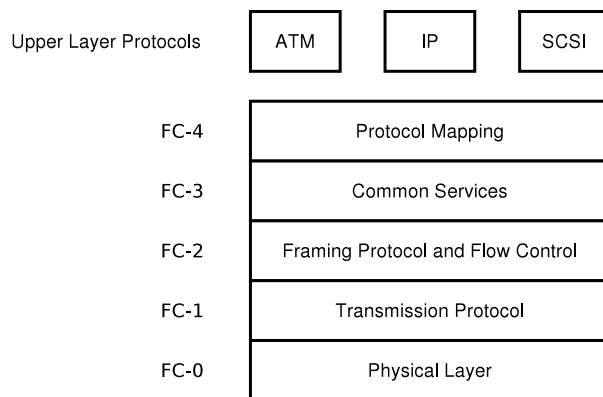 Upper Layer Protocols ATM IP SCSI
FC-4 Protocol Mapping
FC-3 Common Services
FC-2 Framing Protocol and Flow Control
FC-1 Transmission Protocol
FC-0 Physical Layer